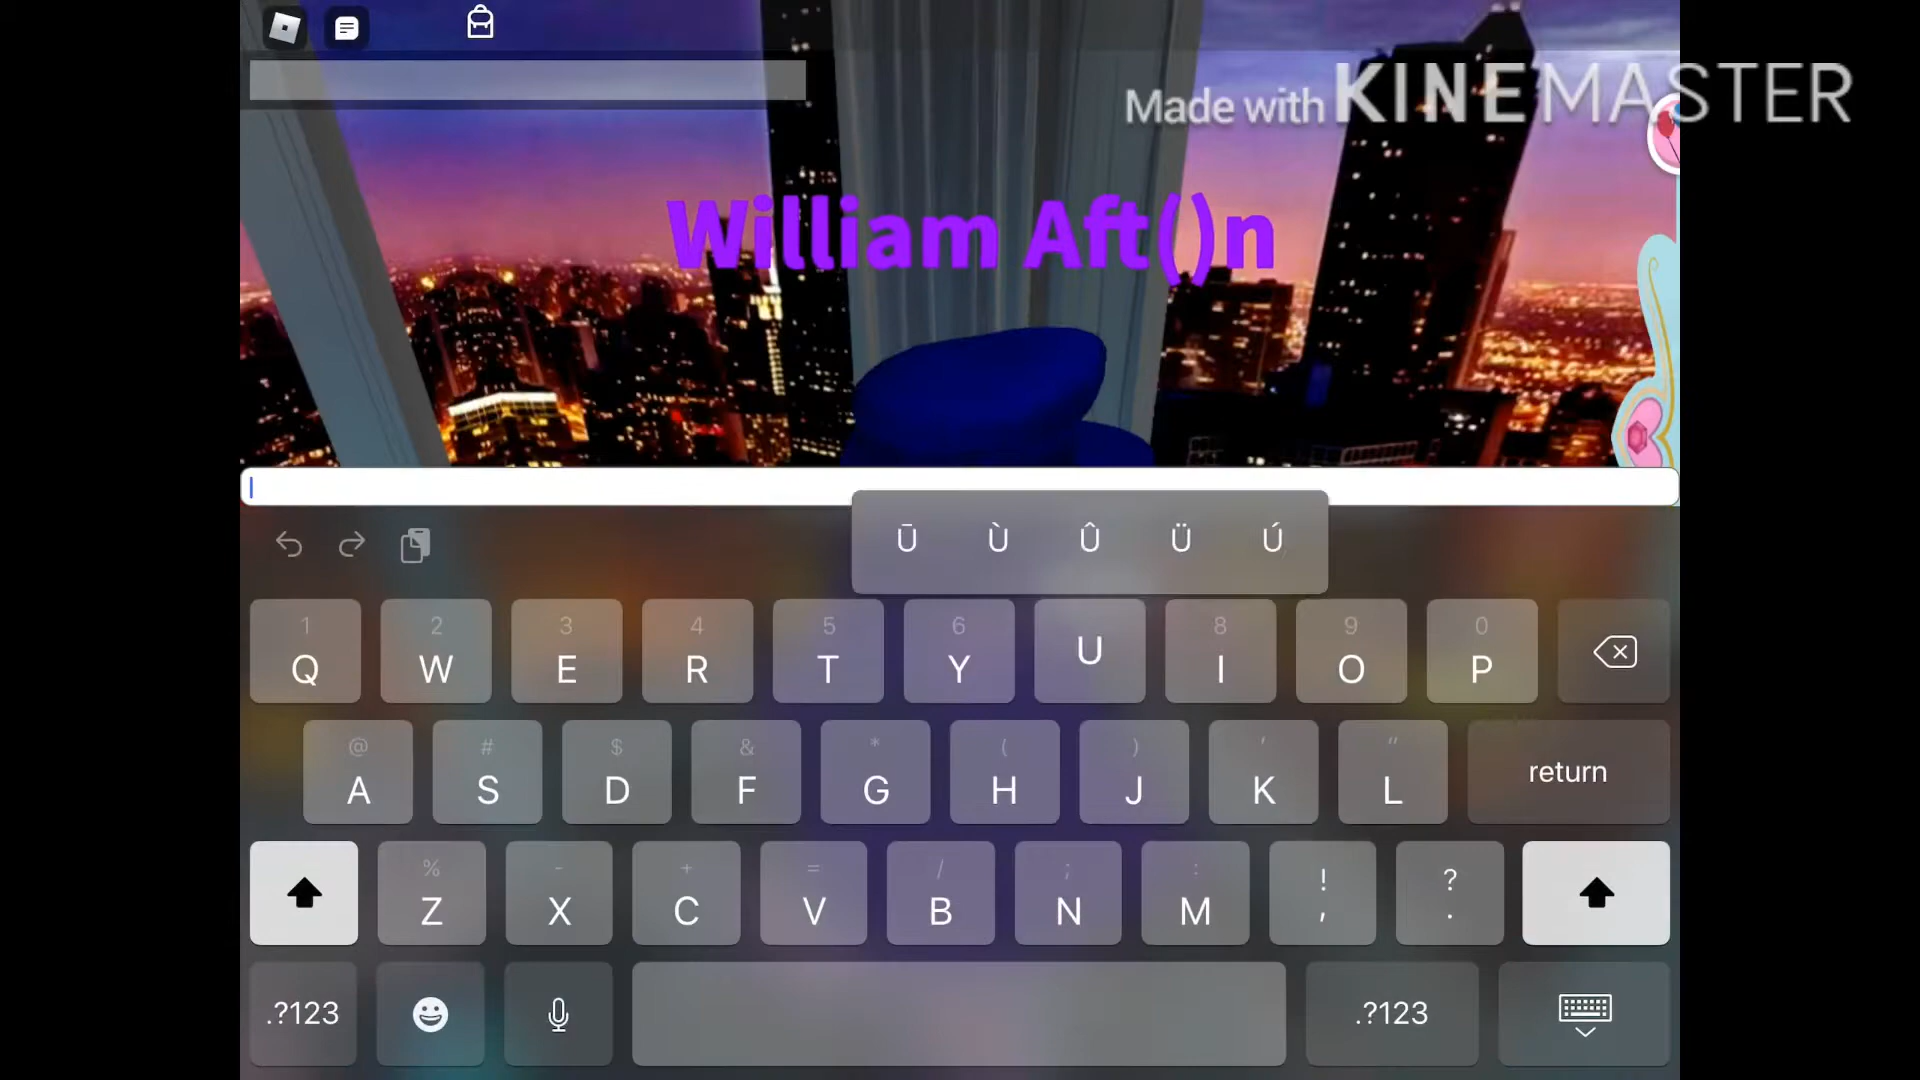 Made with KINEMASTER
William Aft()n
Ū Ù Û Ü Ú
1 2 3 4 5 6 8 9 0
Q W E R T Y U I O P
@ # $ & * ( ) ' "
A S D F G H J K L return
% - + = / ; : ! ?
Z X C V B N M , .
.?123 .?123